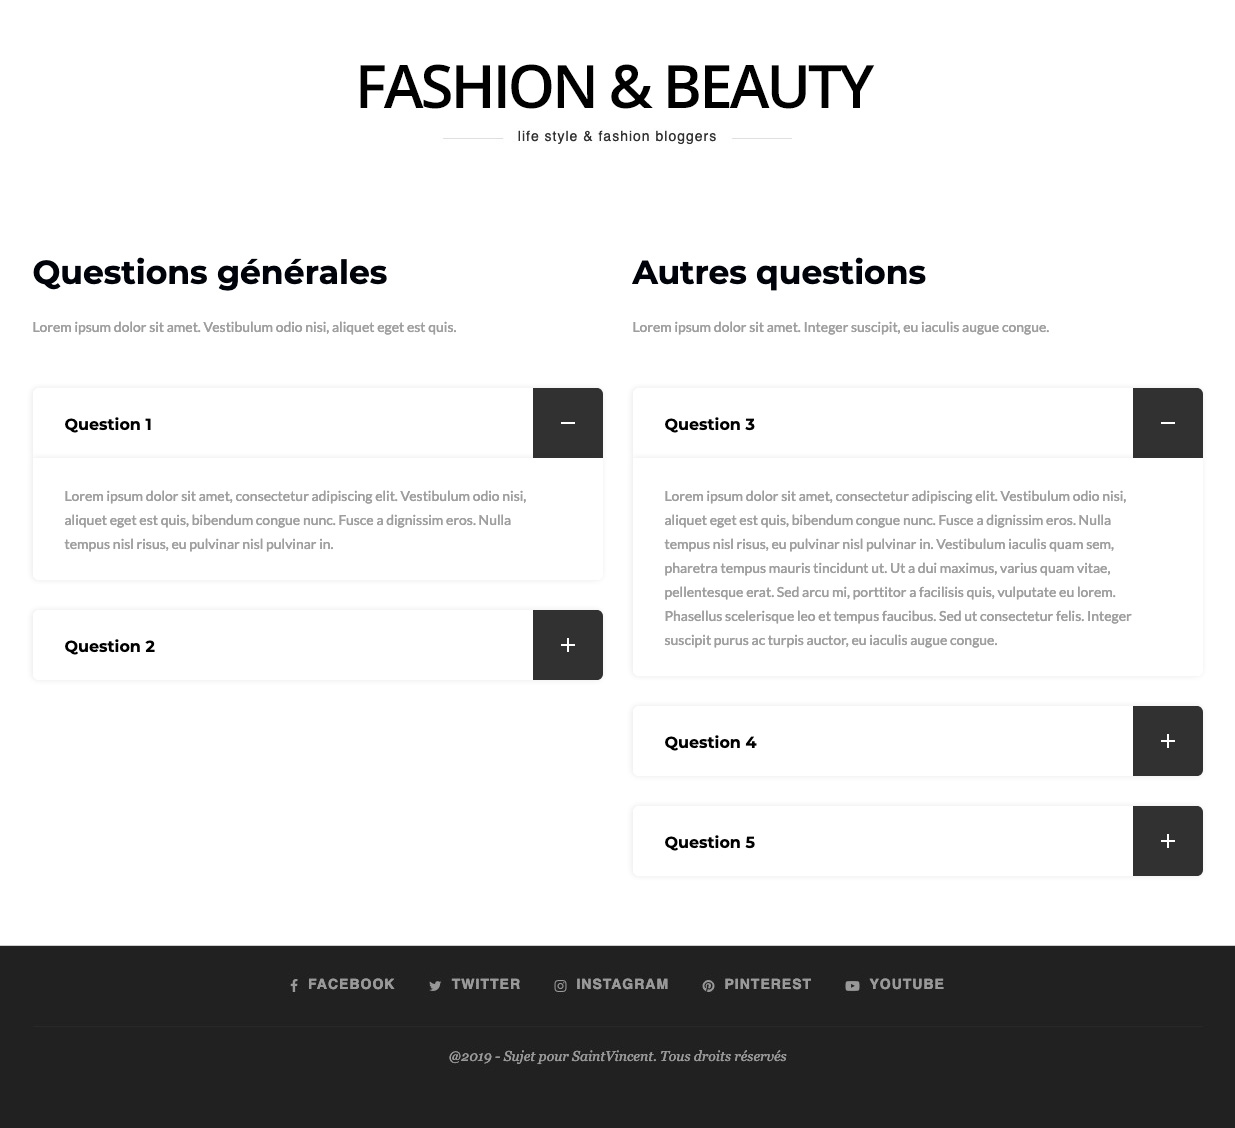 FASHION & BEAUTY
life style & fashion bloggers
Questions générales
Lorem ipsum dolor sit amet. Vestibulum odio nisi, aliquet eget est quis.
Question 1
Lorem ipsum dolor sit amet, consectetur adipiscing elit. Vestibulum odio nisi,
aliquet eget est quis, bibendum congue nunc. Fusce a dignissim eros. Nulla
tempus nisl risus, eu pulvinar nisl pulvinar in.
Question 2
Autres questions
Lorem ipsum dolor sit amet. Integer suscipit, eu iaculis augue congue.
Question 3
Lorem ipsum dolor sit amet, consectetur adipiscing elit. Vestibulum odio nisi,
aliquet eget est quis, bibendum congue nunc. Fusce a dignissim eros. Nulla
tempus nisl risus, eu pulvinar nisl pulvinar in. Vestibulum iaculis quam sem,
pharetra tempus mauris tincidunt ut. Ut a dui maximus, varius quam vitae,
pellentesque erat. Sed arcu mi, porttitor a facilisis quis, vulputate eu lorem.
Phasellus scelerisque leo et tempus faucibus. Sed ut consectetur felis. Integer
suscipit purus ac turpis auctor, eu iaculis augue congue.
Question 4
Question 5
FACEBOOK TWITTER INSTAGRAM PINTEREST YOUTUBE
@2019 - Sujet pour SaintVincent. Tous droits réservés